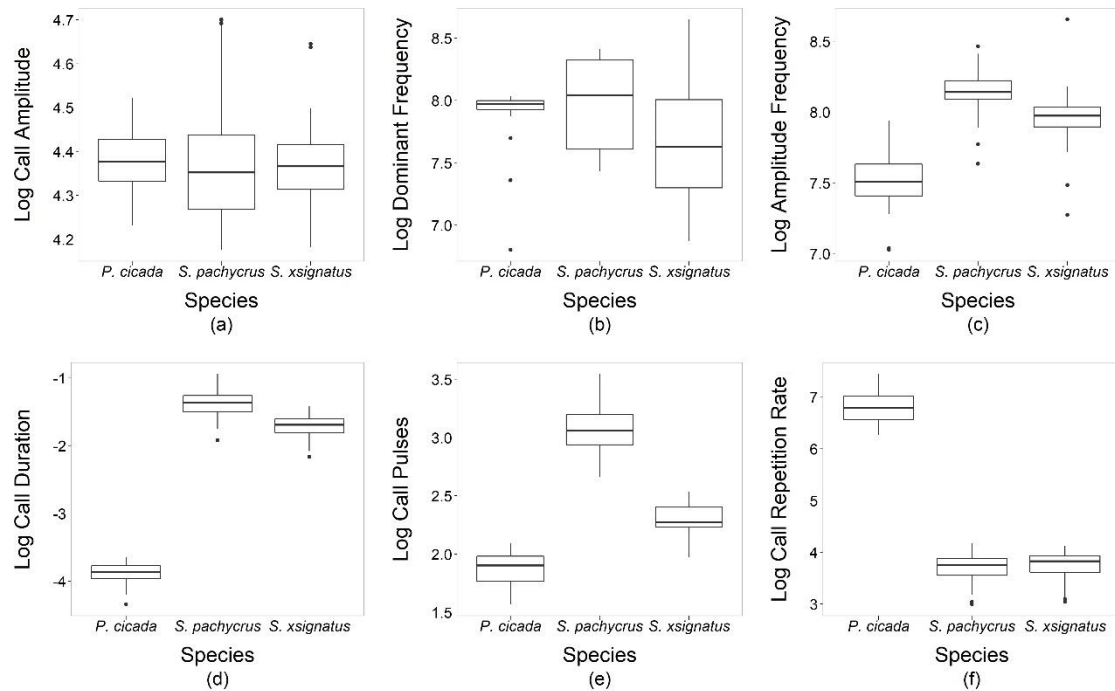 Log Call Amplitude
4.7
4.6
4.5
4.4
4.3
4.2
P. cicada S. pachycrus S. xsignatus
Species
(a)
Log Dominant Frequency
8.5
8.0
7.5
7.0
P. cicada S. pachycrus S. xsignatus
Species
(b)
Log Amplitude Frequency
8.5
8.0
7.5
7.0
P. cicada S. pachycrus S. xsignatus
Species
(c)
Log Call Duration
-1
-2
-3
-4
P. cicada S. pachycrus S. xsignatus
Species
(d)
Log Call Pulses
3.5
3.0
2.5
2.0
1.5
P. cicada S. pachycrus S. xsignatus
Species
(e)
Log Call Repetition Rate
7
6
5
4
3
P. cicada S. pachycrus S. xsignatus
Species
(f)